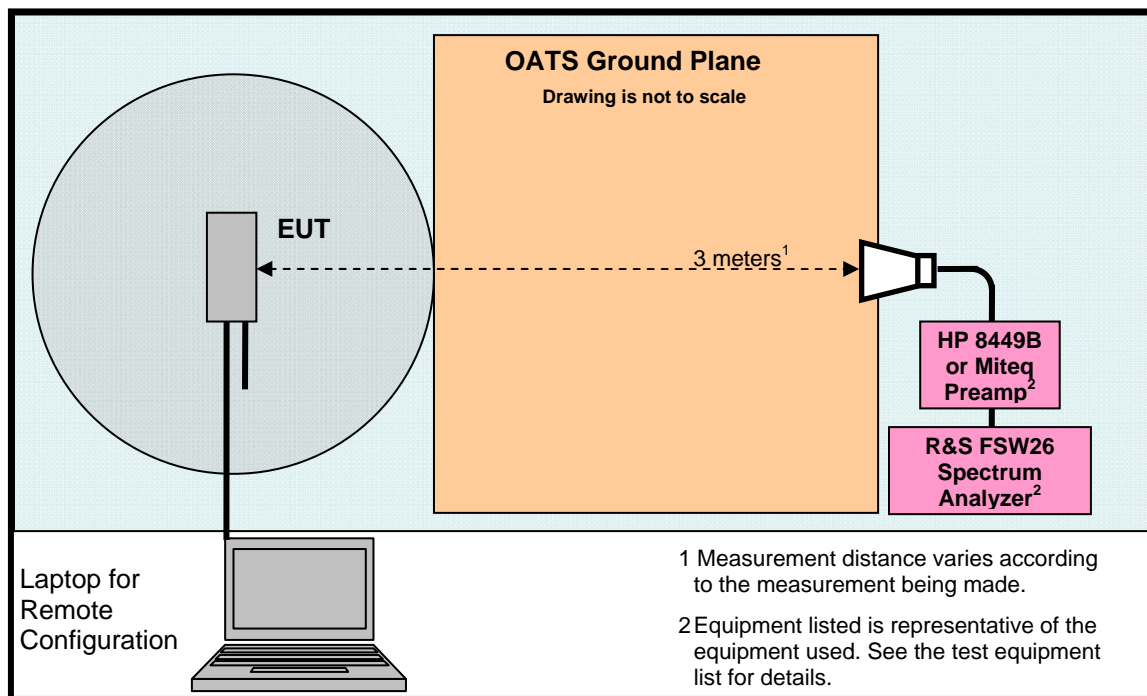 OATS Ground Plane
Drawing is not to scale
EUT
3 meters¹
HP 8449B
or Miteq
Preamp²
R&S FSW26
Spectrum
Analyzer²
Laptop for
Remote
Configuration
1 Measurement distance varies according
to the measurement being made.
2 Equipment listed is representative of the
equipment used. See the test equipment
list for details.